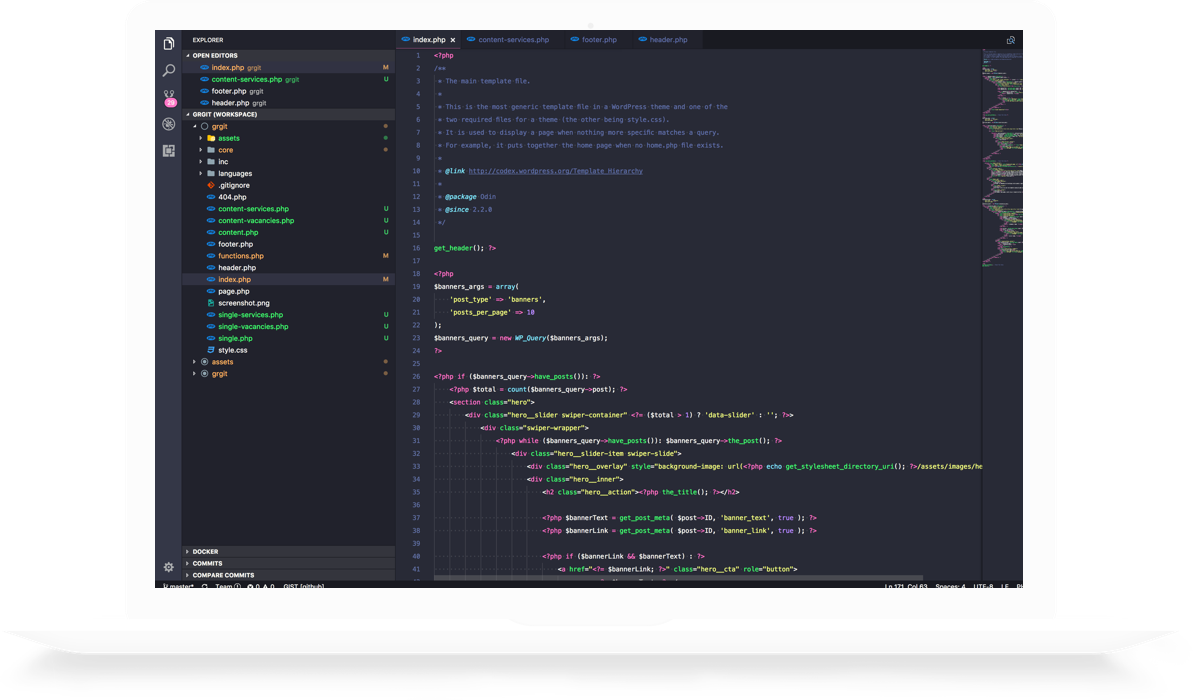 EXPLORER
OPEN EDITORS
index.php grgit M
content-services.php grgit U
footer.php grgit
header.php grgit
GRGIT (WORKSPACE)
28
grgit
assets
core
inc
languages
.gitignore
404.php
content-services.php U
content-vacancies.php U
content.php U
footer.php
functions.php M
header.php
index.php M
page.php
screenshot.png
single-services.php U
single-vacancies.php U
single.php U
style.css
assets
grgit
DOCKER
COMMITS
COMPARE COMMITS
index.php × content-services.php footer.php header.php
1 <?php
2 /**
3 * The main template file.
4 *
5 * This is the most generic template file in a WordPress theme and one of the
6 * two required files for a theme (the other being style.css).
7 * It is used to display a page when nothing more specific matches a query.
8 * For example, it puts together the home page when no home.php file exists.
9 *
10 * @link http://codex.wordpress.org/Template_Hierarchy
11 *
12 * @package Odin
13 * @since 2.2.0
14 */
15
16 get_header(); ?>
17
18 <?php
19 $banners_args = array(
20 'post_type' => 'banners',
21 'posts_per_page' => 10
22 );
23 $banners_query = new WP_Query($banners_args);
24 ?>
25
26 <?php if ($banners_query->have_posts()): ?>
27 <?php $total = count($banners_query->post); ?>
28 <section class="hero">
29 <div class="hero__slider swiper-container" <?= ($total > 1) ? 'data-slider' : ''; ?>>
30 <div class="swiper-wrapper">
31 <?php while ($banners_query->have_posts()): $banners_query->the_post(); ?>
32 <div class="hero__slider-item swiper-slide">
33 <div class="hero__overlay" style="background-image: url(<?php echo get_stylesheet_directory_uri(); ?>/assets/images/he
34 <div class="hero__inner">
35 <h2 class="hero__action"><?php the_title(); ?></h2>
36
37 <?php $bannerText = get_post_meta( $post->ID, 'banner_text', true ); ?>
38 <?php $bannerLink = get_post_meta( $post->ID, 'banner_link', true ); ?>
39
40 <?php if ($bannerLink && $bannerText) : ?>
41 <a href="<?= $bannerLink; ?>" class="hero__cta" role="button">
master* Team 0 0 GIST [github] Ln 171, Col 63 Spaces: 4 UTF-8 LF